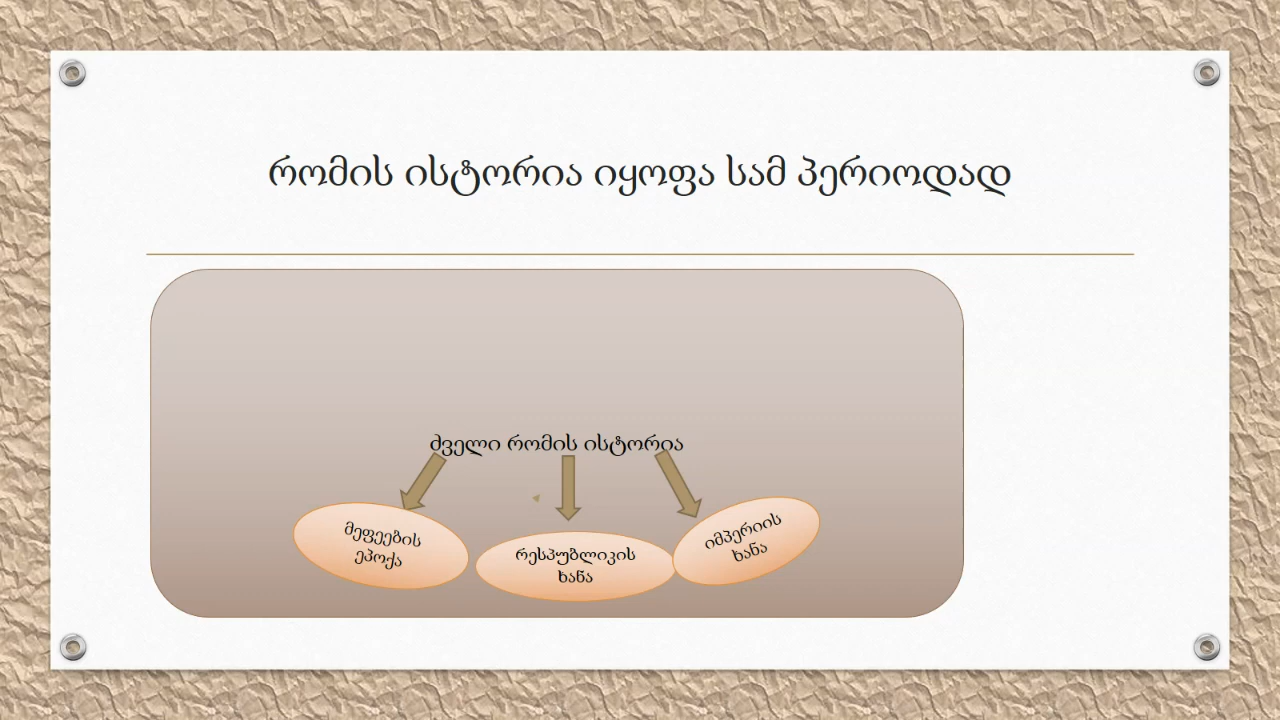 რომის ისტორია იყოფა სამ პერიოდად
ძველი რომის ისტორია
მეფეების
ეპოქა
რესპუბლიკის
ხანა
იმპერიის
ხანა